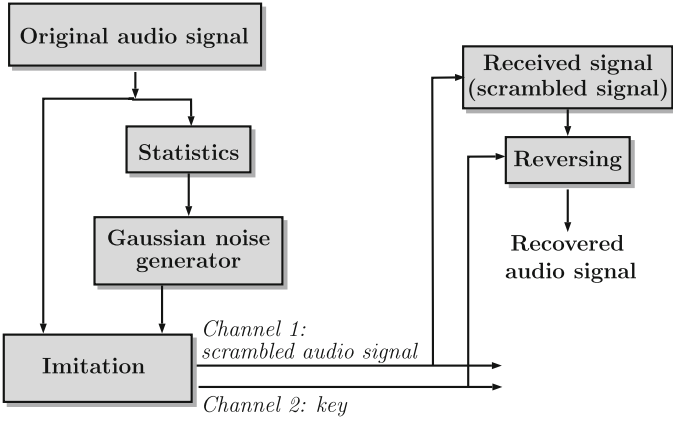 Original audio signal
Statistics
Gaussian noise
generator
Imitation
Channel 1:
scrambled audio signal
Channel 2: key
Received signal
(scrambled signal)
Reversing
Recovered
audio signal